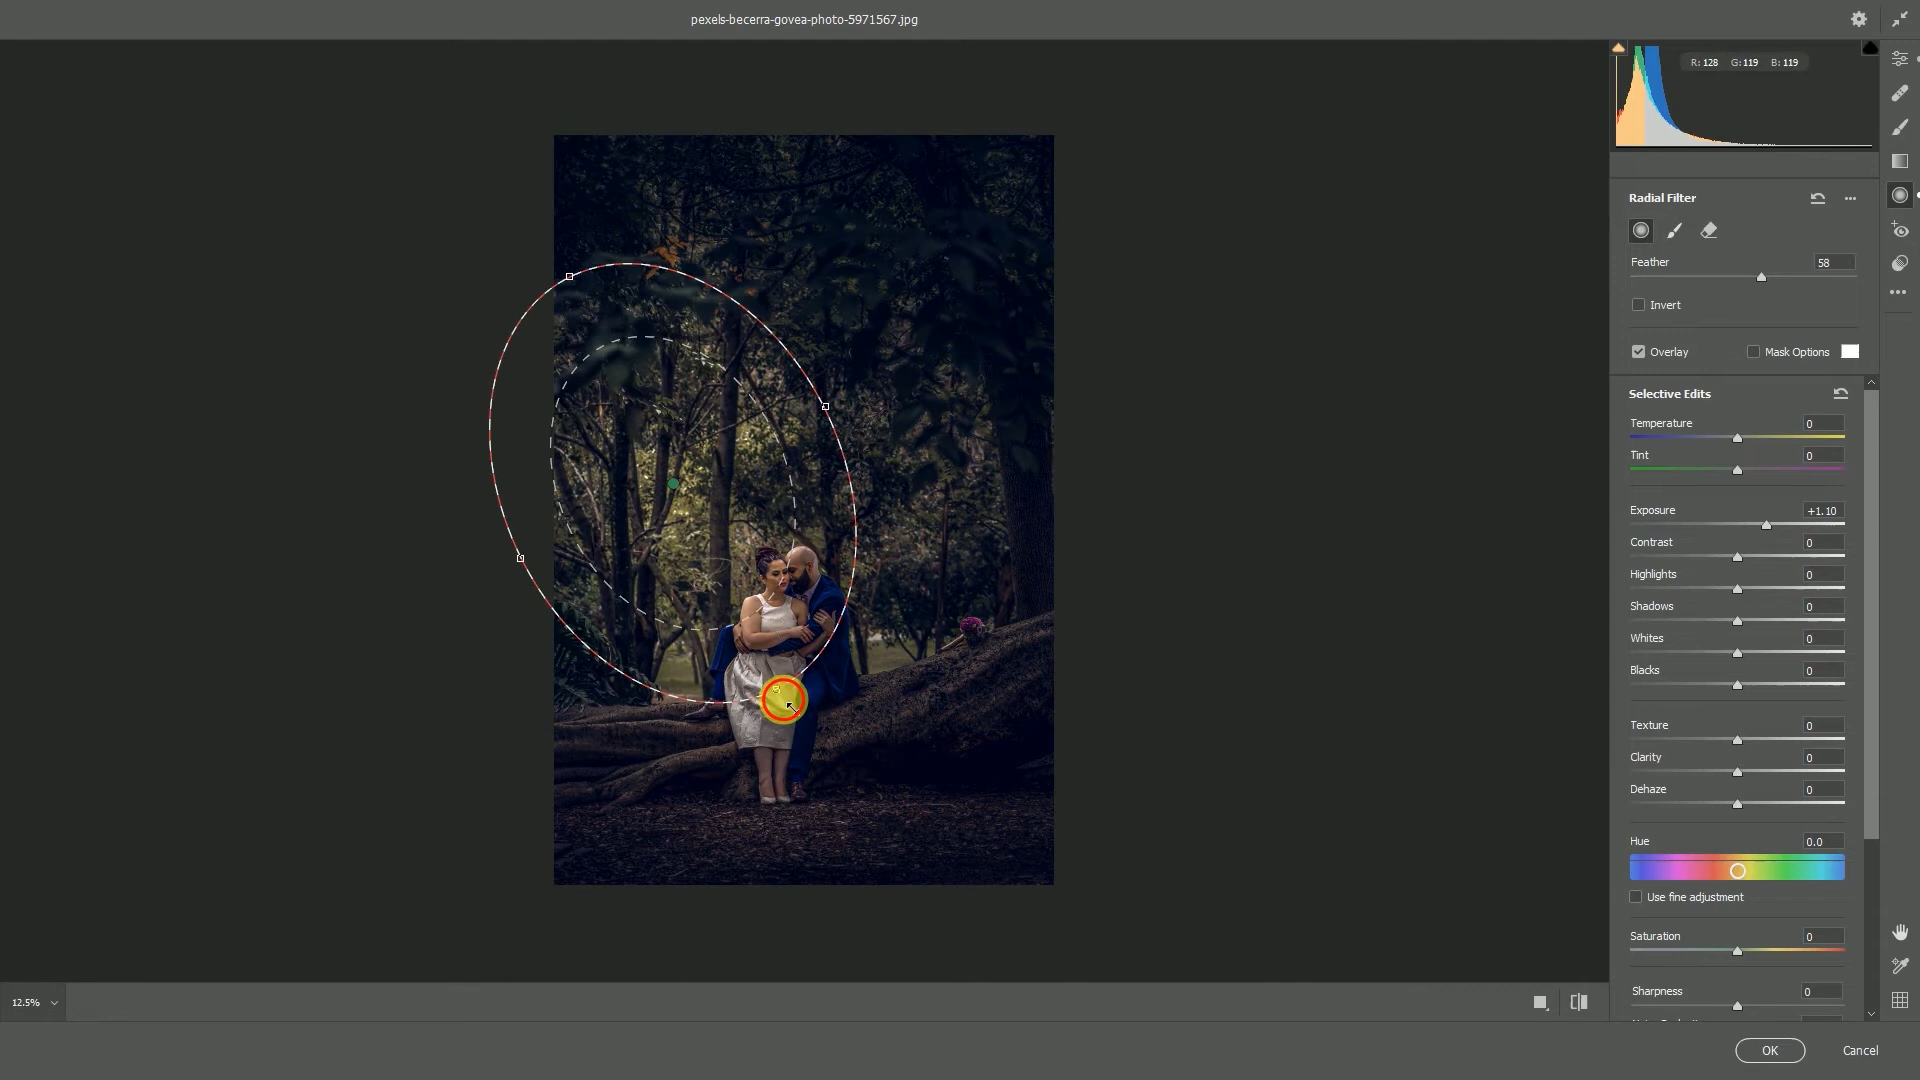 pexels-becerra-govea-photo-5971567.jpg
R: 128 G: 119 B: 119
Radial Filter
Feather 58
Invert
Overlay Mask Options
Selective Edits
Temperature 0
Tint 0
Exposure +1.10
Contrast 0
Highlights 0
Shadows 0
Whites 0
Blacks 0
Texture 0
Clarity 0
Dehaze 0
Hue 0.0
Use fine adjustment
Saturation 0
Sharpness 0
12.5%
OK Cancel